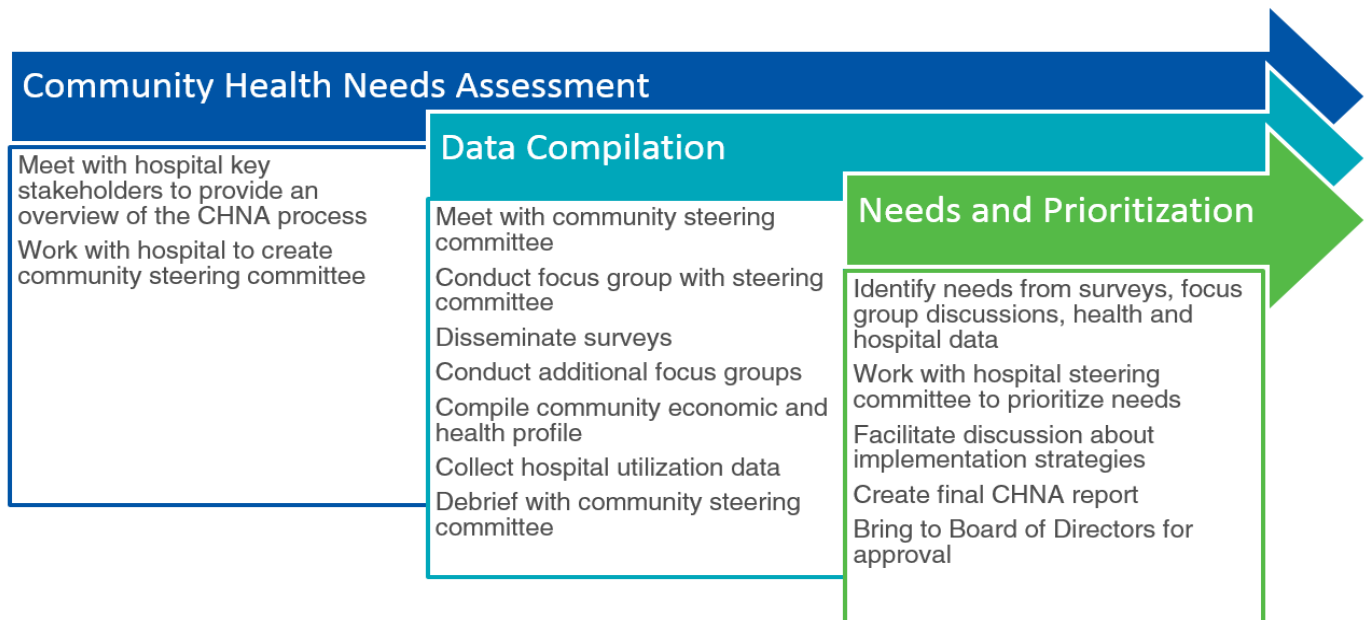 Community Health Needs Assessment
Meet with hospital key
stakeholders to provide an
overview of the CHNA process
Work with hospital to create
community steering committee
Data Compilation
Meet with community steering
committee
Conduct focus group with steering
committee
Disseminate surveys
Conduct additional focus groups
Compile community economic and
health profile
Collect hospital utilization data
Debrief with community steering
committee
Needs and Prioritization
Identify needs from surveys, focus
group discussions, health and
hospital data
Work with hospital steering
committee to prioritize needs
Facilitate discussion about
implementation strategies
Create final CHNA report
Bring to Board of Directors for
approval